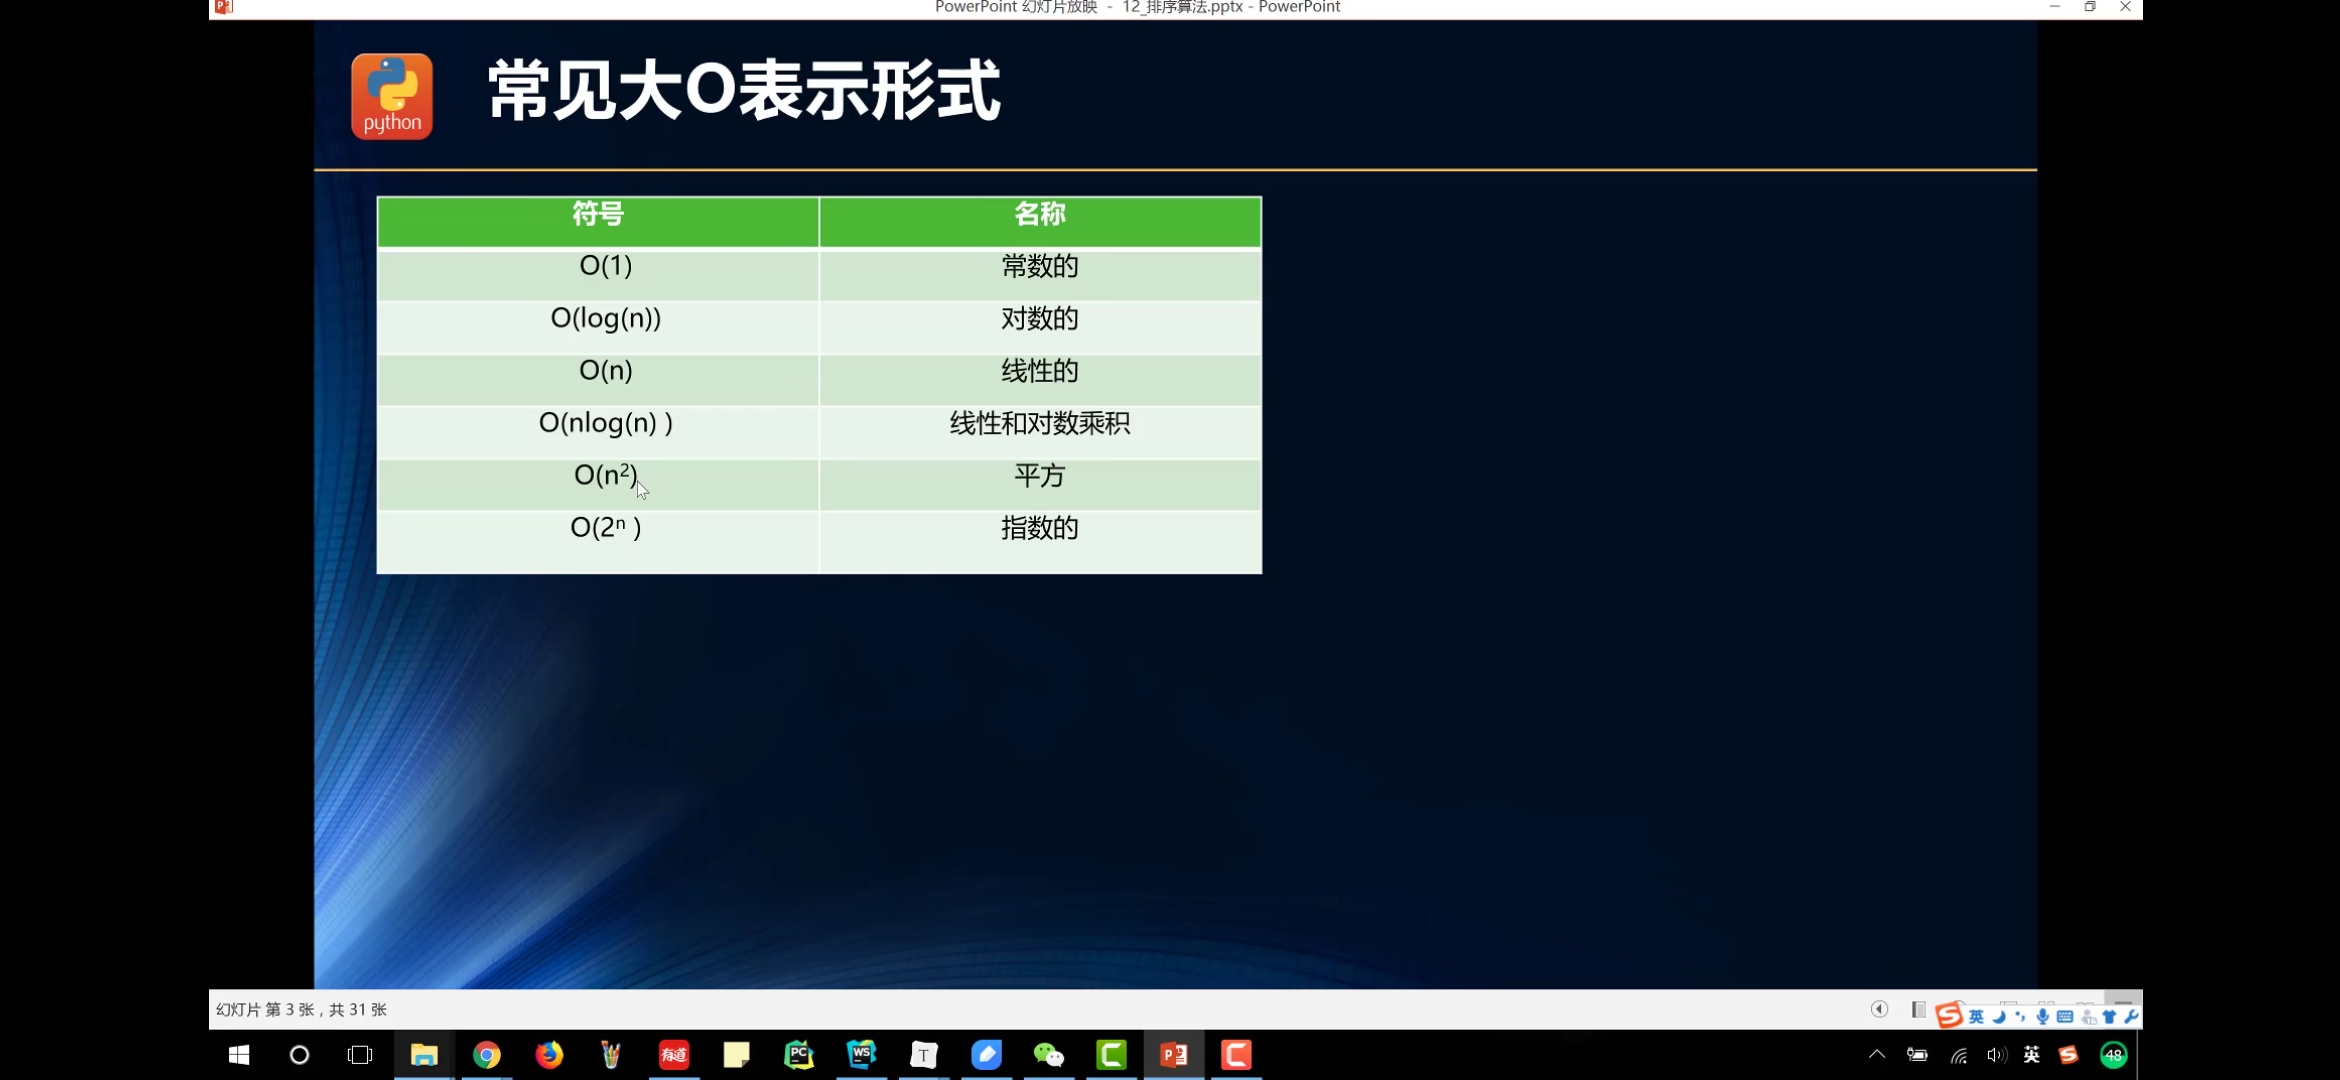 PowerPoint 幻灯片放映 - 12_排序算法.pptx - PowerPoint
python
常见大O表示形式
符号 名称
O(1) 常数的
O(log(n)) 对数的
O(n) 线性的
O(nlog(n) ) 线性和对数乘积
O(n²) 平方
O(2ⁿ ) 指数的
幻灯片 第 3 张，共 31 张
英
有道
PC
WS
T
英
48